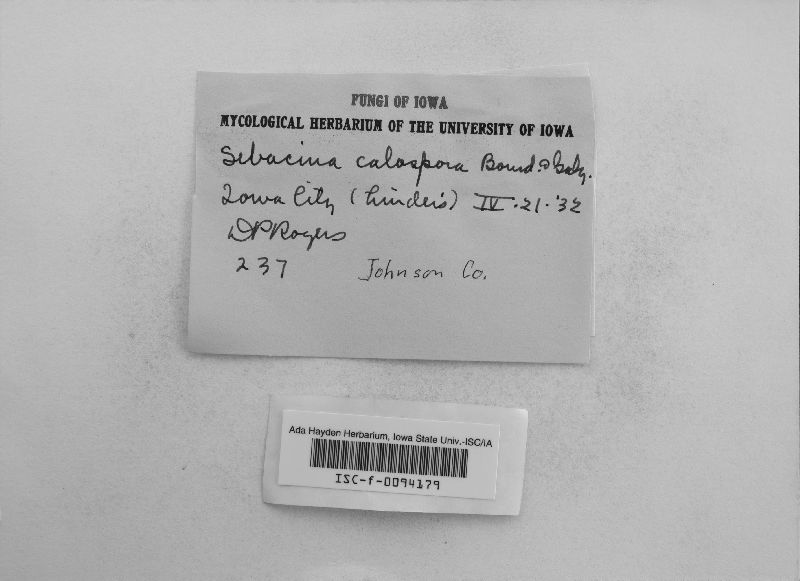 FUNGI OF IOWA
MYCOLOGICAL HERBARIUM OF THE UNIVERSITY OF IOWA
Sebacina calospora Bourd. & Galz.
Iowa City (Linder's) IV·21·'32
DPRogers
237 Johnson Co.
Ada Hayden Herbarium, Iowa State Univ.-ISC/IA
ISC-f-0094179